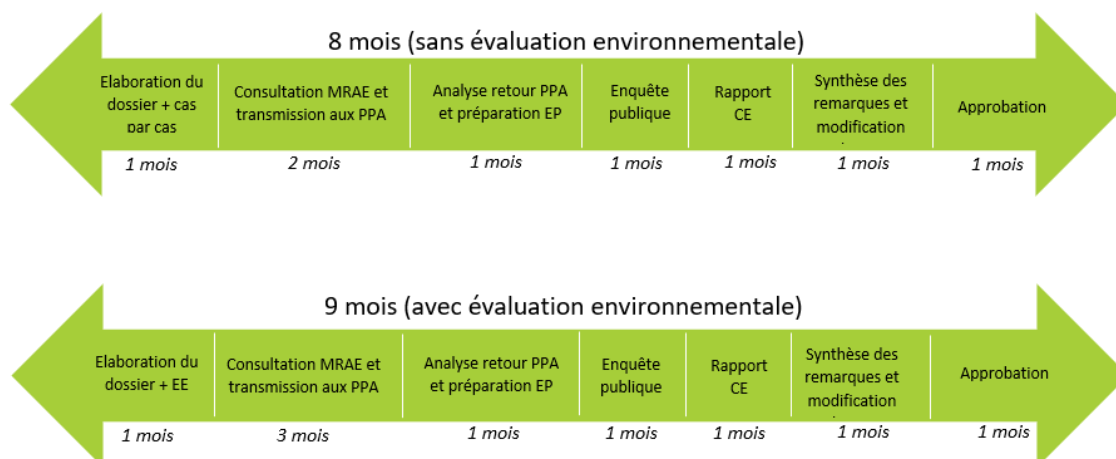 8 mois (sans évaluation environnementale)
Elaboration du
dossier + cas
par cas
Consultation MRAE et
transmission aux PPA
Analyse retour PPA
et préparation EP
Enquête
publique
Rapport
CE
Synthèse des
remarques et
modification
Approbation
1 mois
2 mois
1 mois
1 mois
1 mois
1 mois
1 mois
9 mois (avec évaluation environnementale)
Elaboration du
dossier + EE
Consultation MRAE et
transmission aux PPA
Analyse retour PPA
et préparation EP
Enquête
publique
Rapport
CE
Synthèse des
remarques et
modification
Approbation
1 mois
3 mois
1 mois
1 mois
1 mois
1 mois
1 mois